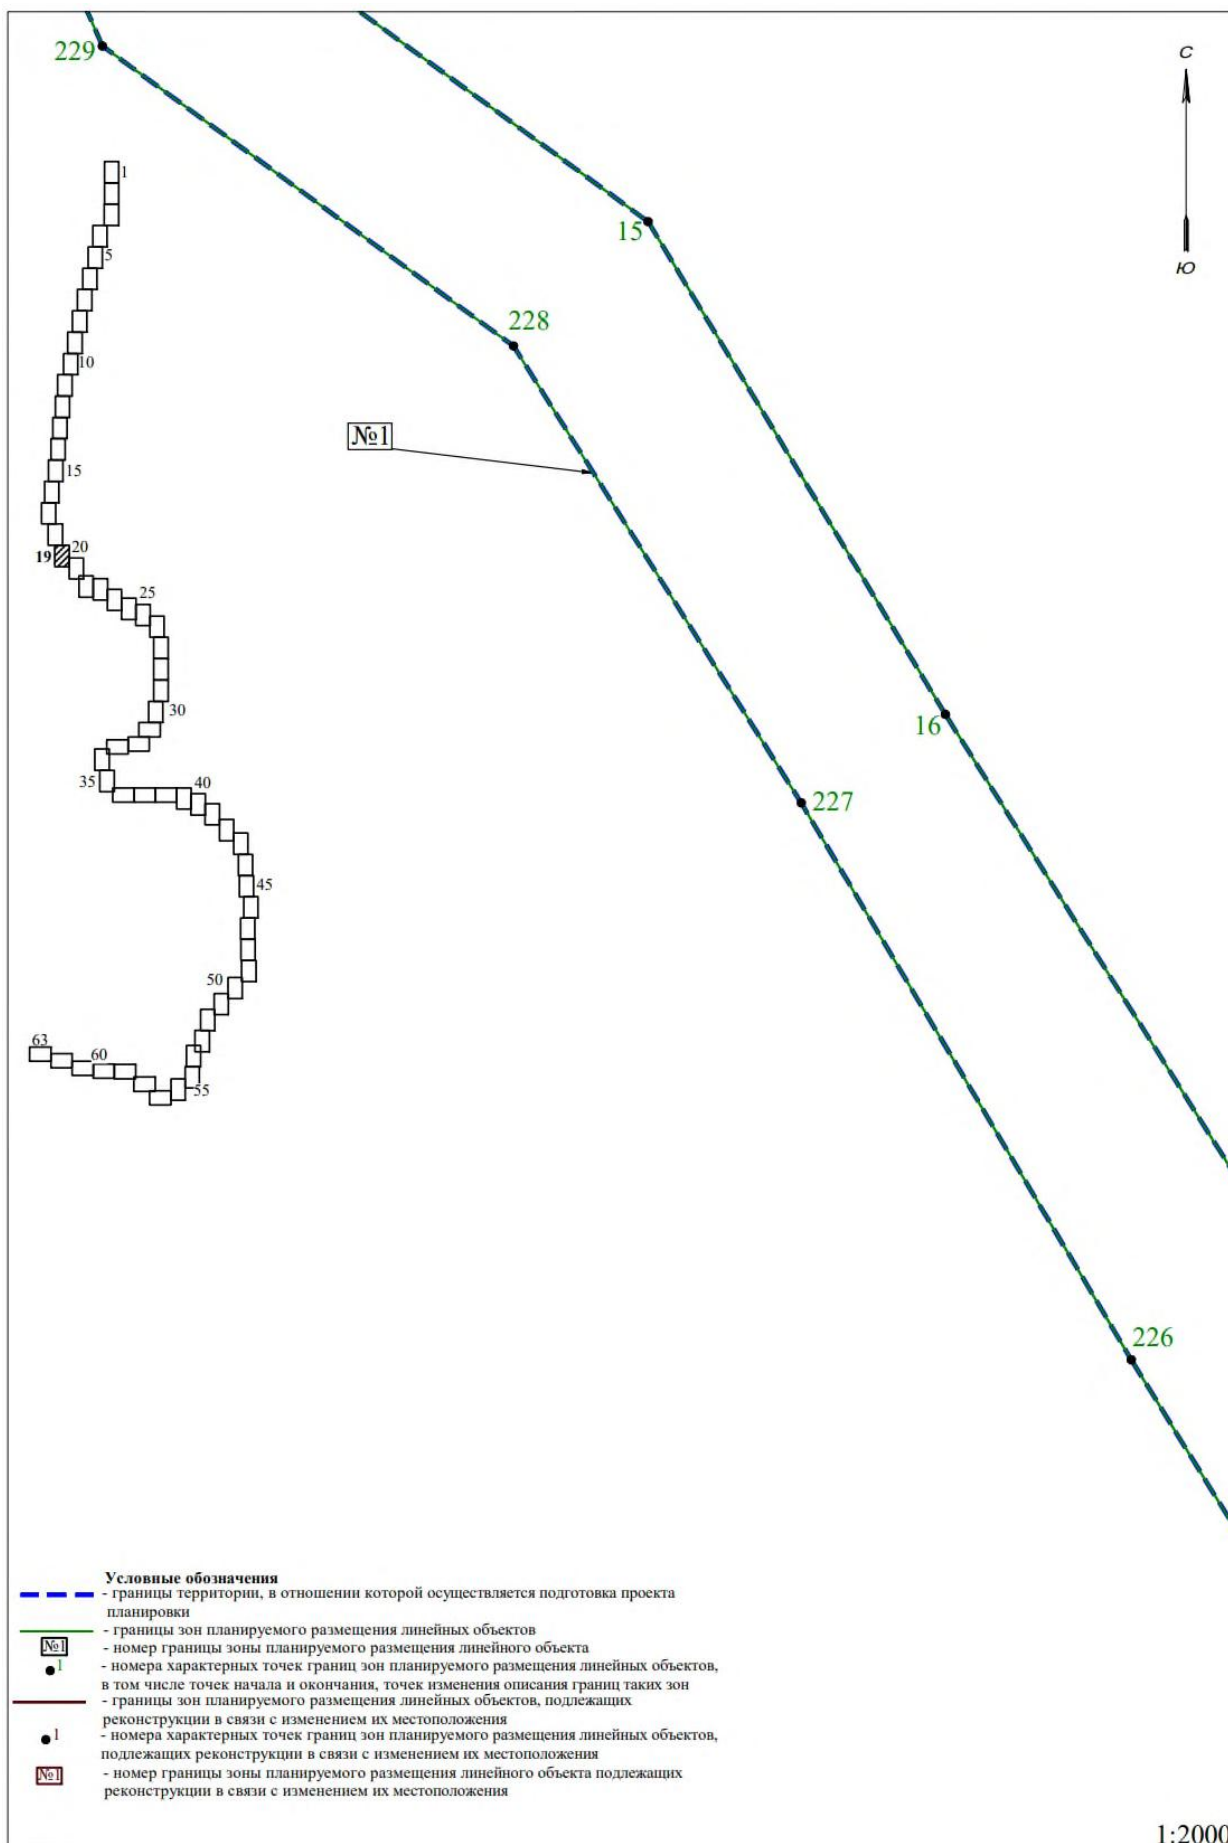 229
С
1
15
Ю
5
228
10
№1
15
20
19
25
30
16
35
40
227
45
50
63
60
55
226
Условные обозначения
- границы территории, в отношении которой осуществляется подготовка проекта
планировки
- границы зон планируемого размещения линейных объектов
№1
- номер границы зоны планируемого размещения линейного объекта
1
- номера характерных точек границ зон планируемого размещения линейных объектов,
в том числе точек начала и окончания, точек изменения описания границ таких зон
- границы зон планируемого размещения линейных объектов, подлежащих
реконструкции в связи с изменением их местоположения
1
- номера характерных точек границ зон планируемого размещения линейных объектов,
подлежащих реконструкции в связи с изменением их местоположения
№1
- номер границы зоны планируемого размещения линейного объекта подлежащих
реконструкции в связи с изменением их местоположения
1:2000